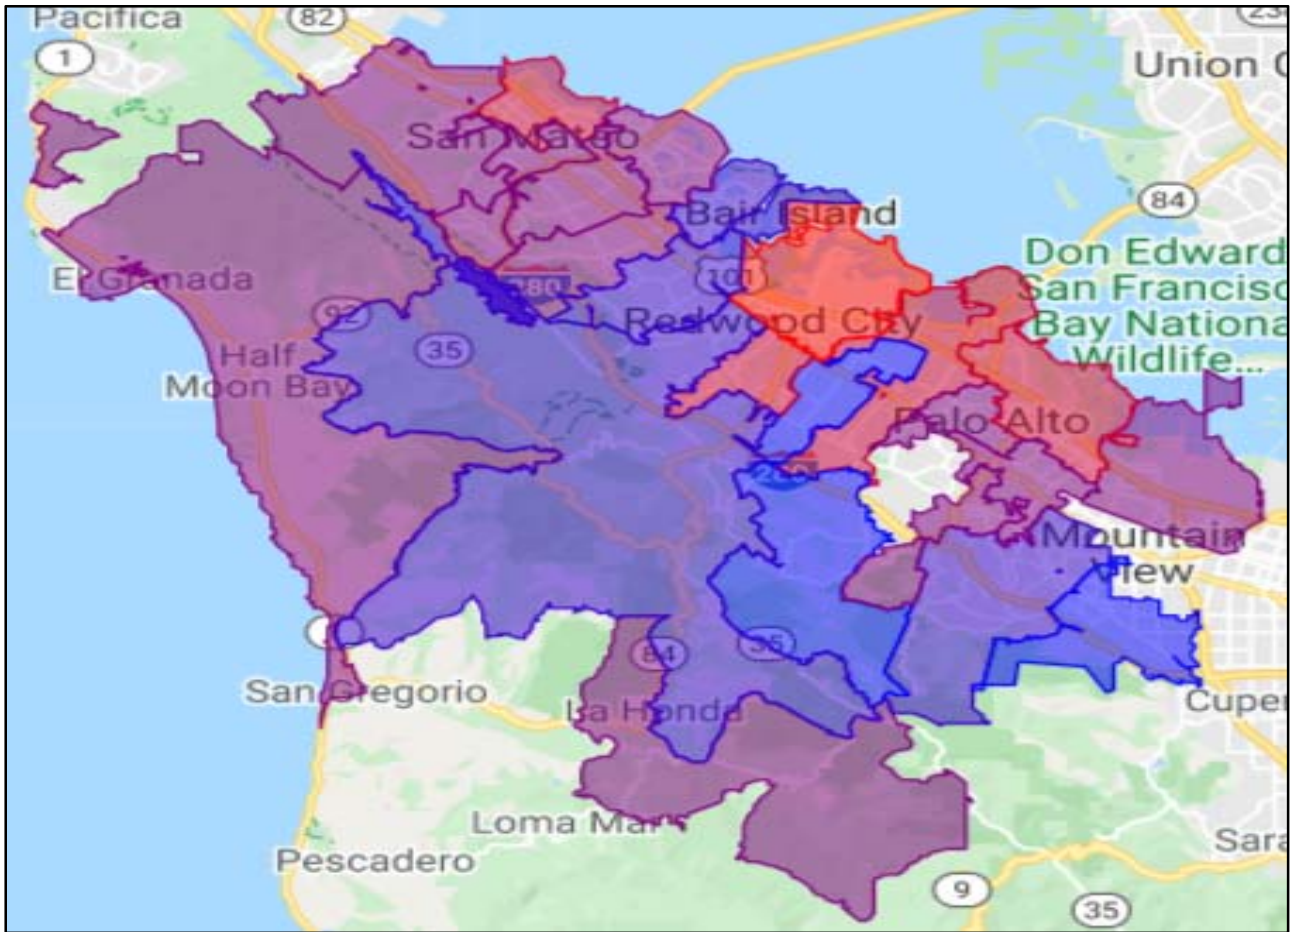 Pacifica
82
1
Union C
San Mateo
84
Bair Island
Don Edward
San Francisc
Bay Nationa
Wildlife...
El Granada
280
101
92
Redwood City
35
Half
Moon Bay
Palo Alto
Mountain
View
84
35
San Gregorio
La Honda
Cuper
Loma Mar
Sara
Pescadero
9
35